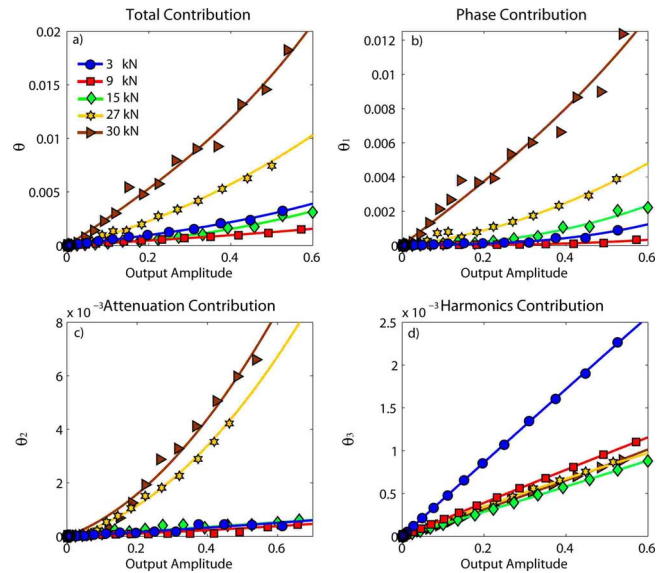 Total Contribution
a)
0.02
0.015
0.01
0.005
0
θ
3 kN
9 kN
15 kN
27 kN
30 kN
0 0.2 0.4 0.6
Output Amplitude
Phase Contribution
b)
0.012
0.01
0.008
0.006
0.004
0.002
0
θ1
0 0.2 0.4 0.6
Output Amplitude
x 10 −3 Attenuation Contribution
c)
8
6
4
2
0
θ2
0 0.2 0.4 0.6
Output Amplitude
x 10 −3 Harmonics Contribution
d)
2.5
2
1.5
1
0.5
0
θ3
0 0.2 0.4 0.6
Output Amplitude